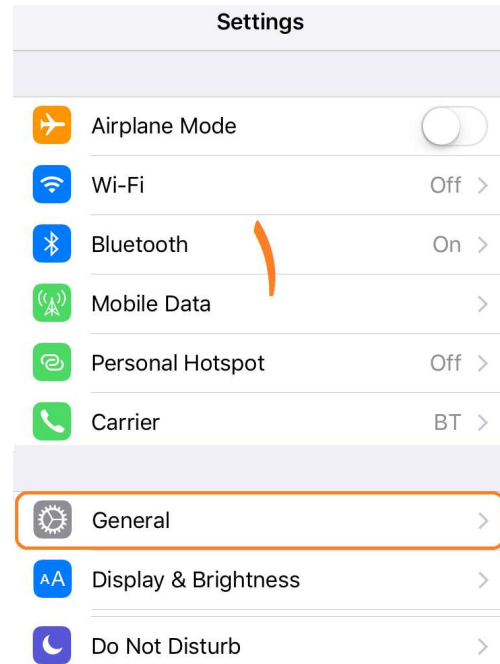 Settings
Airplane Mode
Wi-Fi Off
Bluetooth On
Mobile Data
Personal Hotspot Off
Carrier BT
General
AA Display & Brightness
Do Not Disturb